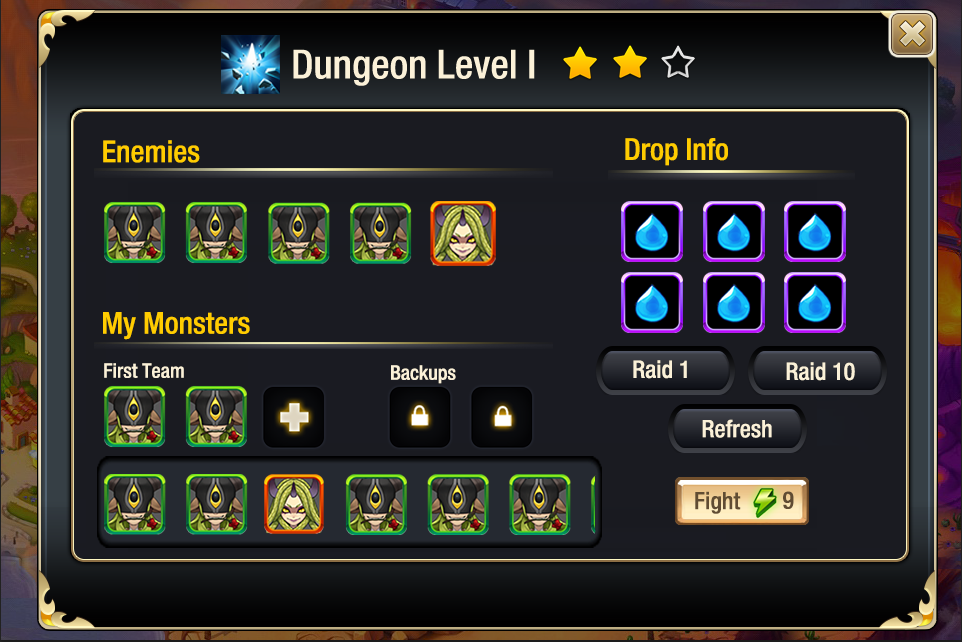 Dungeon Level I
Enemies
Drop Info
My Monsters
First Team
Backups
Raid 1
Raid 10
Refresh
Fight 9